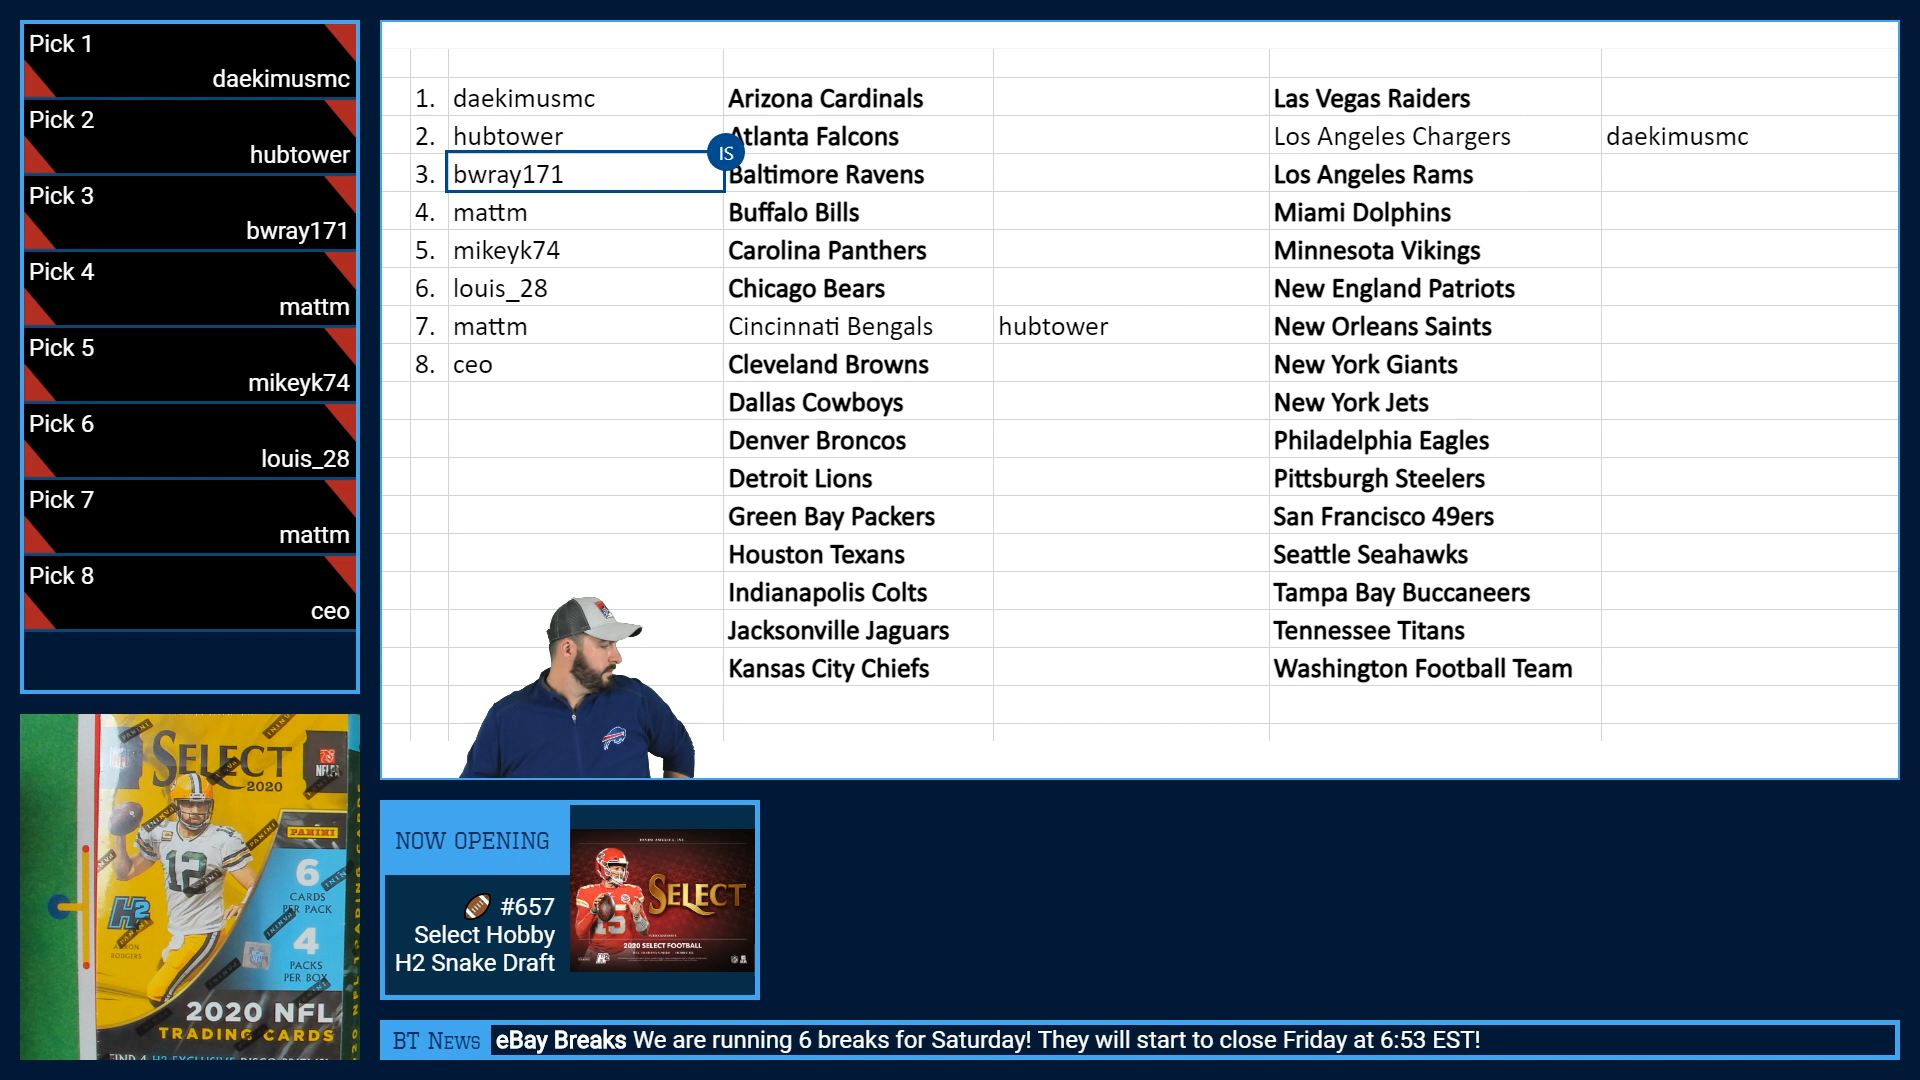 Pick 1
daekimusmc
Pick 2
hubtower
Pick 3
bwray171
Pick 4
mattm
Pick 5
mikeyk74
Pick 6
louis_28
Pick 7
mattm
Pick 8
ceo
1. daekimusmc Arizona Cardinals Las Vegas Raiders
2. hubtower Atlanta Falcons Los Angeles Chargers daekimusmc
IS
3. bwray171 Baltimore Ravens Los Angeles Rams
4. mattm Buffalo Bills Miami Dolphins
5. mikeyk74 Carolina Panthers Minnesota Vikings
6. louis_28 Chicago Bears New England Patriots
7. mattm Cincinnati Bengals hubtower New Orleans Saints
8. ceo Cleveland Browns New York Giants
Dallas Cowboys New York Jets
Denver Broncos Philadelphia Eagles
Detroit Lions Pittsburgh Steelers
Green Bay Packers San Francisco 49ers
Houston Texans Seattle Seahawks
Indianapolis Colts Tampa Bay Buccaneers
Jacksonville Jaguars Tennessee Titans
Kansas City Chiefs Washington Football Team
SELECT
2020
NFLPA
PANINI
12
6
CARDS
PER PACK
4
PACKS
PER BOX
H2
AARON
RODGERS
2020 NFL
TRADING CARDS
NOW OPENING
#657
Select Hobby
H2 Snake Draft
SELECT
15
2020 SELECT FOOTBALL
BT NEWS eBay Breaks We are running 6 breaks for Saturday! They will start to close Friday at 6:53 EST!